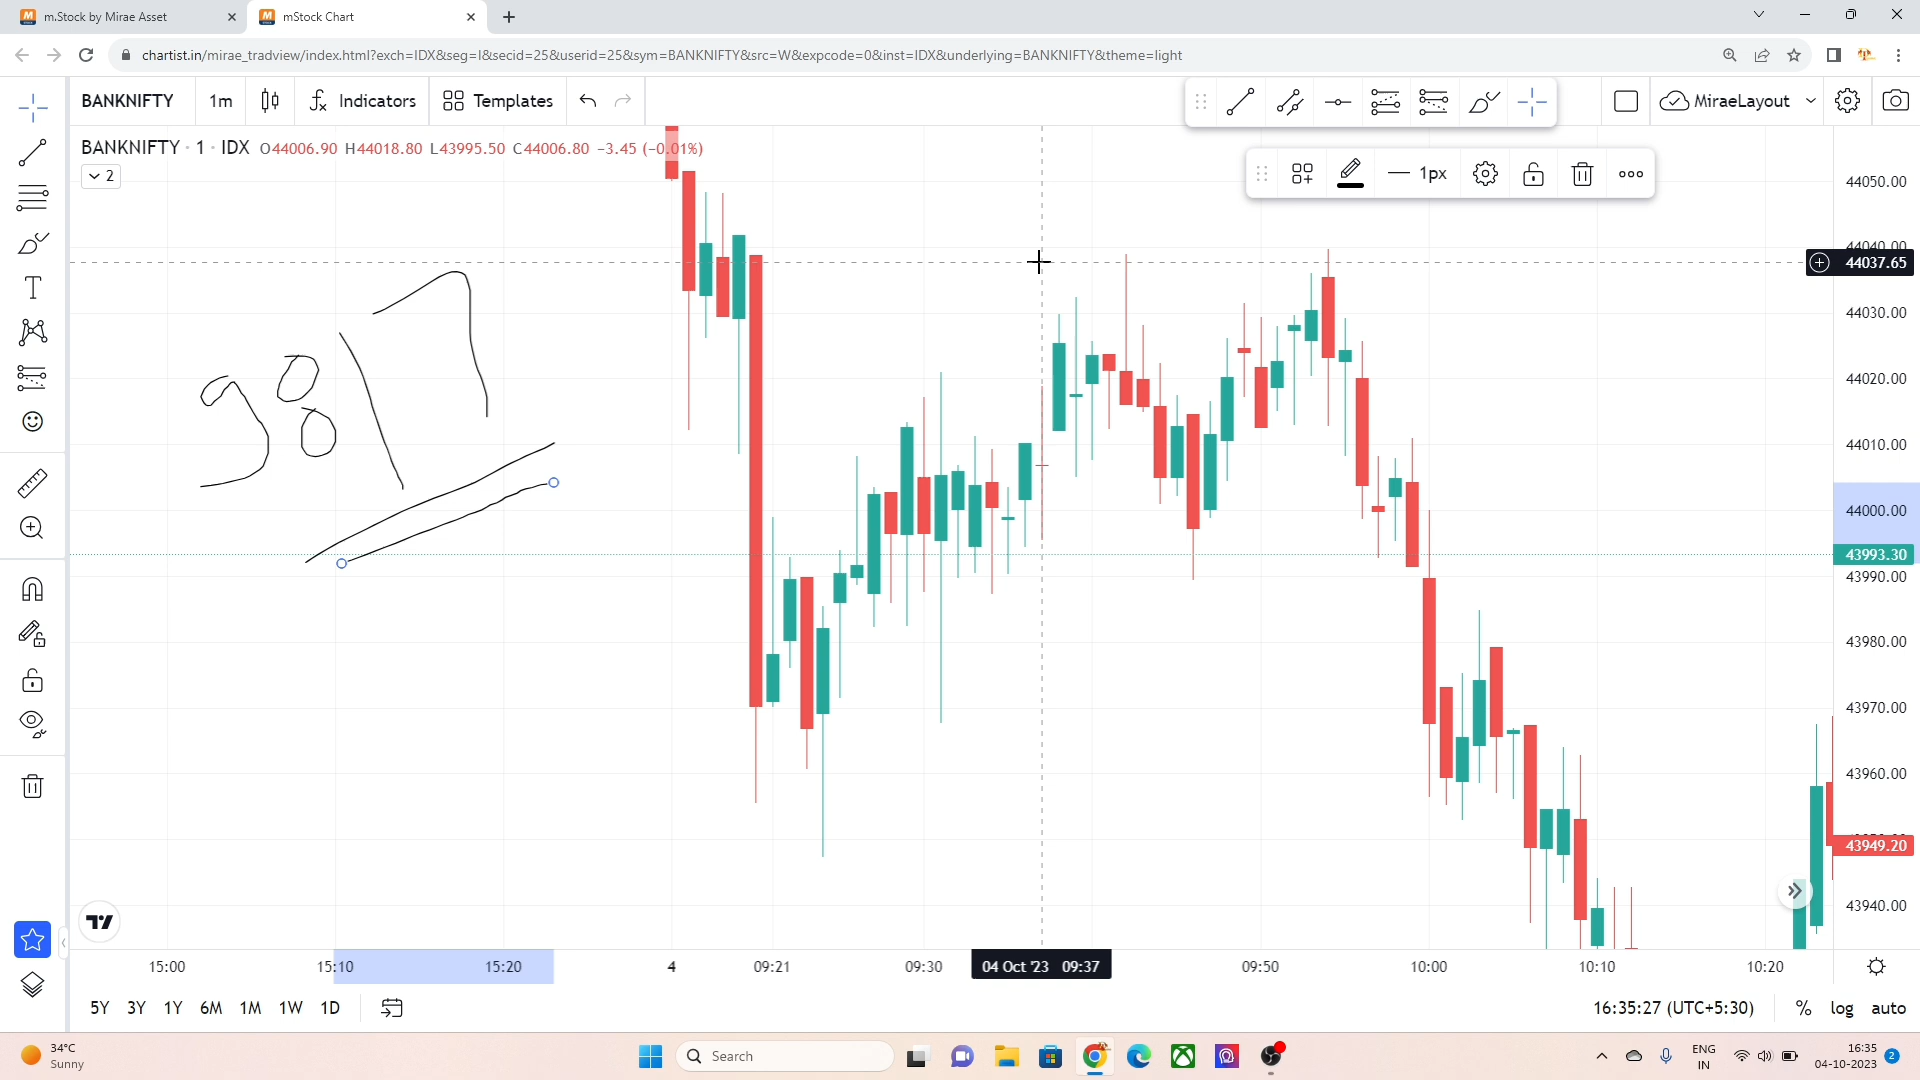 m.Stock by Mirae Asset
mStock Chart
chartist.in/mirae_tradview/index.html?exch=IDX&seg=I&secid=25&userid=25&sym=BANKNIFTY&src=W&expcode=0&inst=IDX&underlying=BANKNIFTY&theme=light
BANKNIFTY 1m Indicators Templates MiraeLayout
BANKNIFTY · 1 · IDX O44006.90 H44018.80 L43995.50 C44006.80 −3.45 (−0.01%)
2
1px
44050.00
44040.00
44037.65
44030.00
44020.00
44010.00
44000.00
43993.30
43990.00
43980.00
43970.00
43960.00
43949.20
43940.00
15:00 15:10 15:20 4 09:21 09:30 04 Oct '23 09:37 09:50 10:00 10:10 10:20
5Y 3Y 1Y 6M 1M 1W 1D 16:35:27 (UTC+5:30) % log auto
34°C
Sunny
Search
ENG
IN
16:35
04-10-2023
2